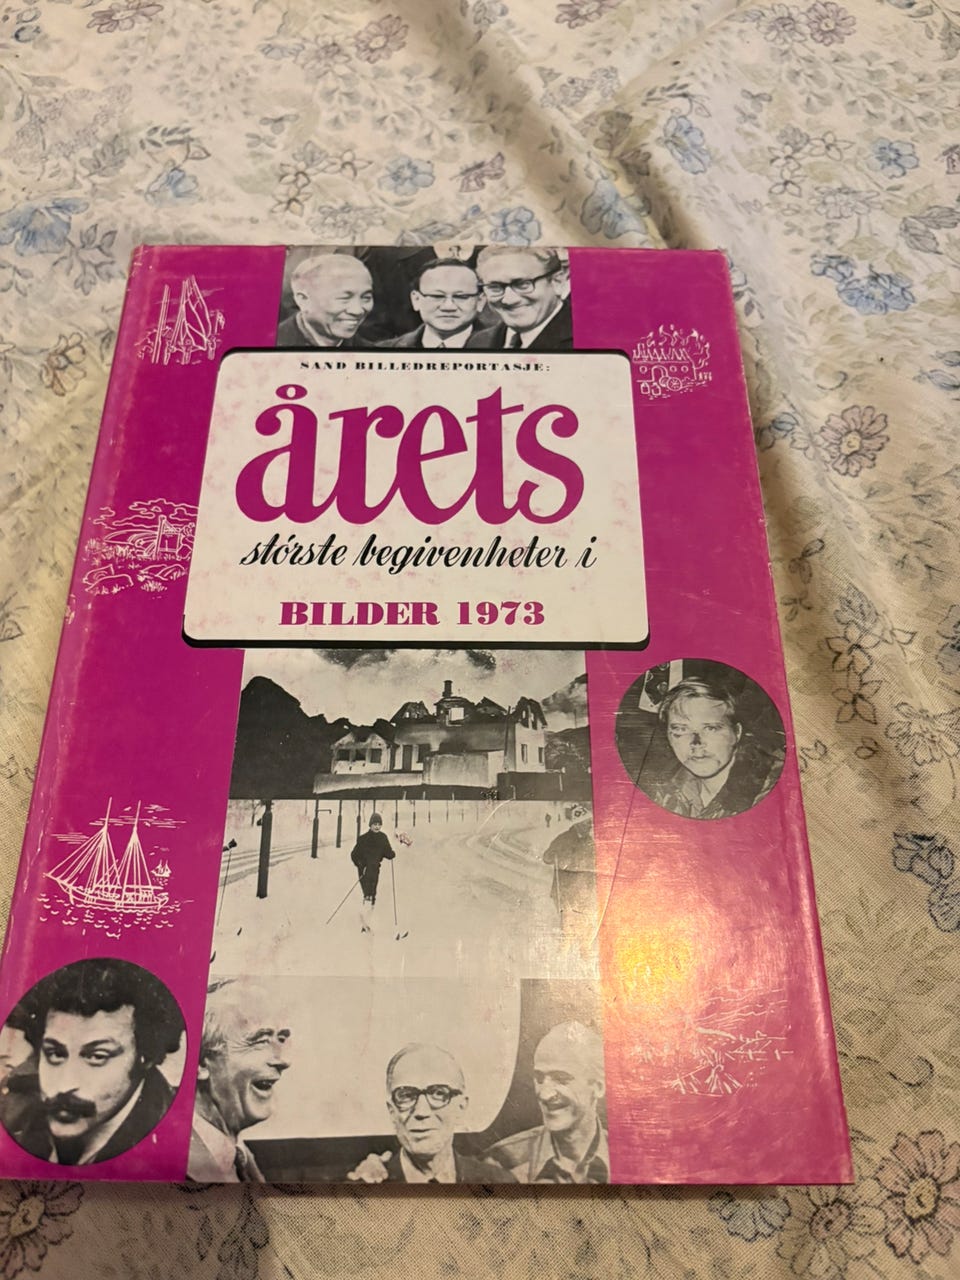 SAND BILLEDREPORTASJE:
årets
største begivenheter i
BILDER 1973